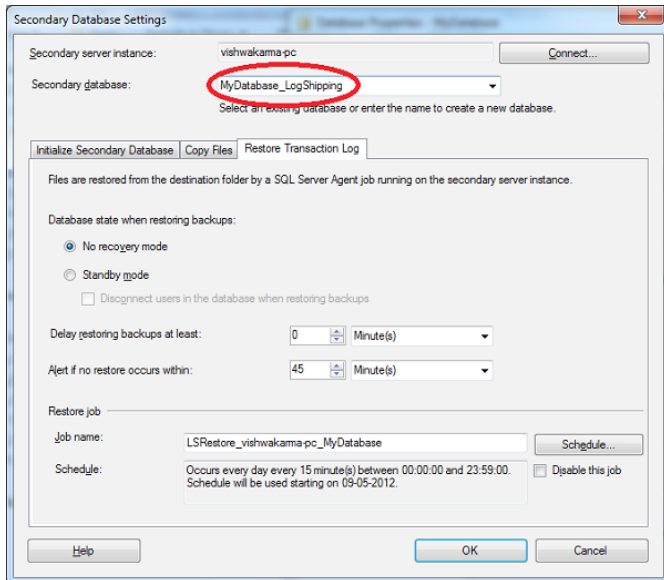 Secondary Database Settings
Database Properties - MyDatabase
Secondary server instance:
vishwakarma-pc
Connect...
Secondary database:
MyDatabase_LogShipping
Select an existing database or enter the name to create a new database.
Initialize Secondary Database
Copy Files
Restore Transaction Log
Files are restored from the destination folder by a SQL Server Agent job running on the secondary server instance.
Database state when restoring backups:
No recovery mode
Standby mode
Disconnect users in the database when restoring backups
Delay restoring backups at least:
0
Minute(s)
Alert if no restore occurs within:
45
Minute(s)
Restore job
Job name:
LSRestore_vishwakarma-pc_MyDatabase
Schedule...
Schedule:
Occurs every day every 15 minute(s) between 00:00:00 and 23:59:00.
Schedule will be used starting on 09-05-2012.
Disable this job
Help
OK
Cancel